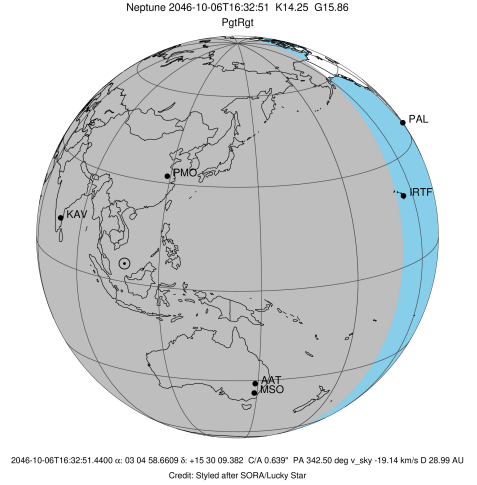 Neptune 2046-10-06T16:32:51  K14.25  G15.86
PgtRgt
PAL
PMO
IRTF
KAV
AAT
MSO
2046-10-06T16:32:51.4400 α: 03 04 58.6609 δ: +15 30 09.382  C/A 0.639"  PA 342.50 deg v_sky -19.14 km/s D 28.99 AU
Credit: Styled after SORA/Lucky Star